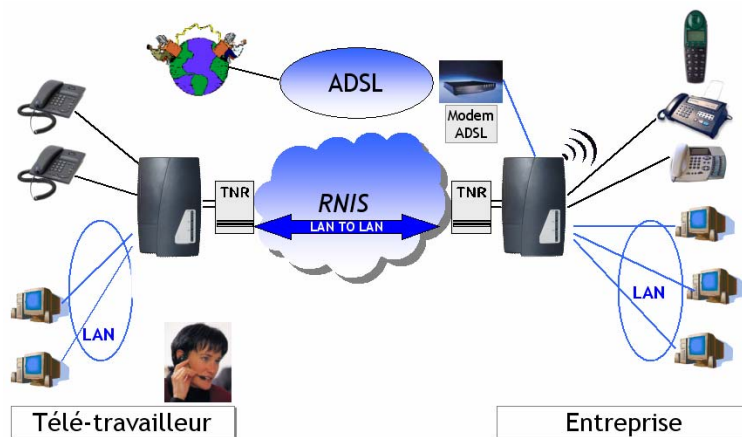 ADSL
Modem
ADSL
TNR
RNIS
TNR
LAN TO LAN
LAN
LAN
Télé-travailleur
Entreprise